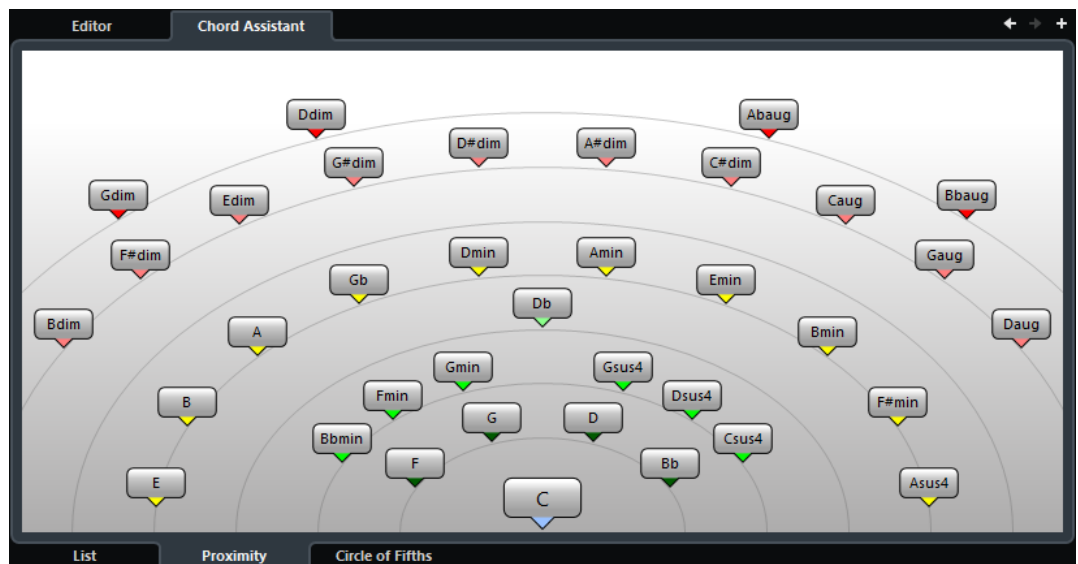 Editor Chord Assistant
Ddim Abaug
D#dim A#dim
G#dim C#dim
Gdim Edim Caug Bbaug
F#dim Dmin Amin Gaug
Gb Emin
Db
Bdim A Bmin Daug
Gmin Gsus4
B Fmin Dsus4 F#min
G D
Bbmin Csus4
F Bb
E Asus4
C
List Proximity Circle of Fifths